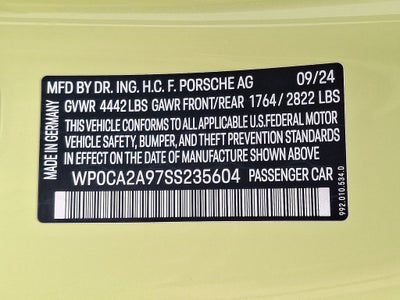 MFD BY DR. ING. H.C. F. PORSCHE AG 09/24
GVWR 4442 LBS GAWR FRONT/REAR 1764 / 2822 LBS
THIS VEHICLE CONFORMS TO ALL APPLICABLE U.S.FEDERAL MOTOR
VEHICLE SAFETY, BUMPER, AND THEFT PREVENTION STANDARDS
IN EFFECT ON THE DATE OF MANUFACTURE SHOWN ABOVE.
WP0CA2A97SS235604 PASSENGER CAR
MADE IN GERMANY
992.010.534.D